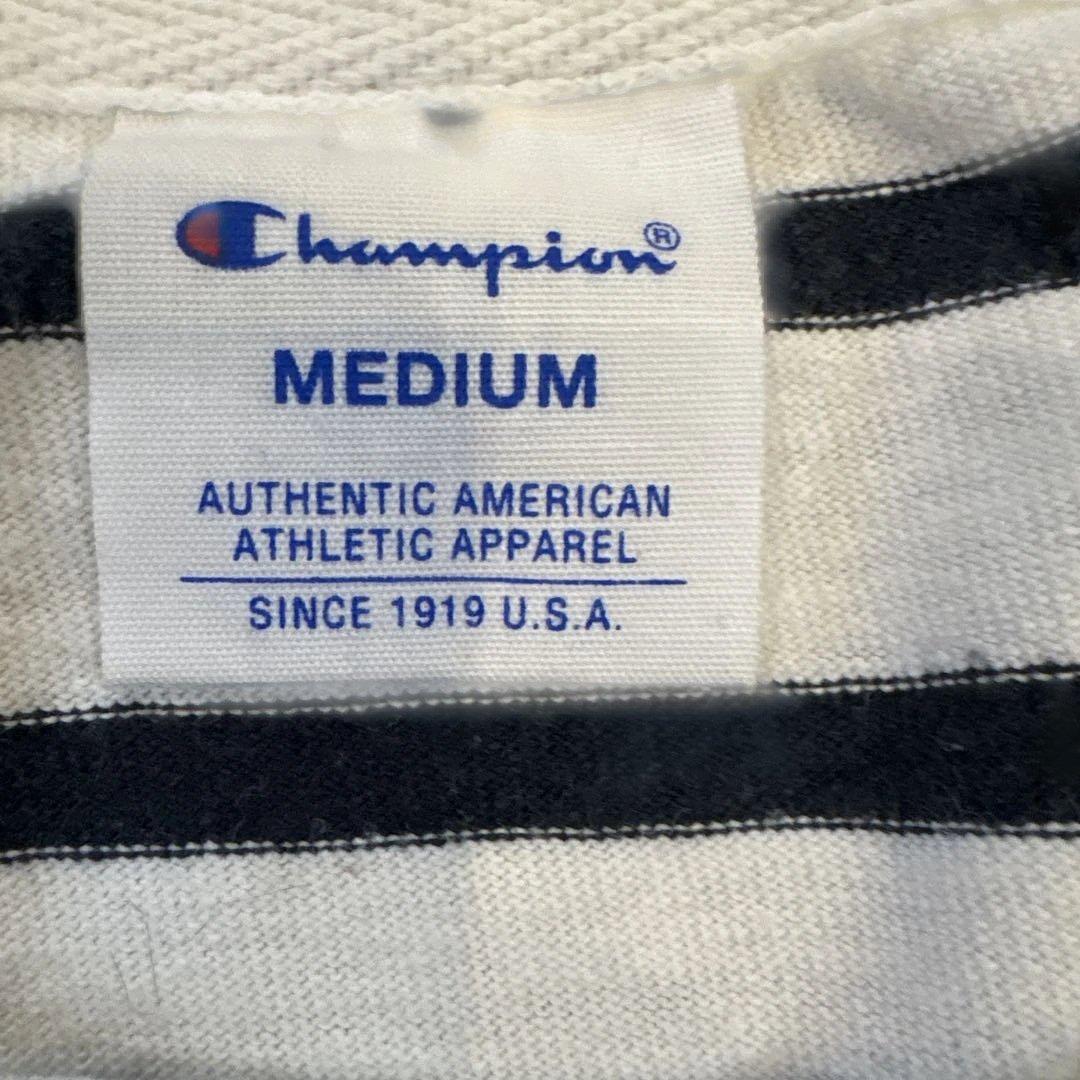 Champion®
MEDIUM
AUTHENTIC AMERICAN
ATHLETIC APPAREL
SINCE 1919 U.S.A.